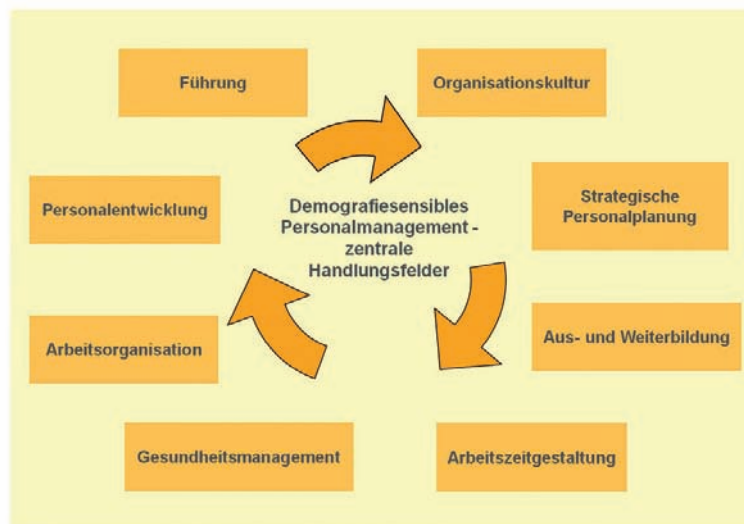 Führung
Organisationskultur
Personalentwicklung
Demografiesensibles
Personalmanagement -
zentrale
Handlungsfelder
Strategische
Personalplanung
Arbeitsorganisation
Aus- und Weiterbildung
Gesundheitsmanagement
Arbeitszeitgestaltung